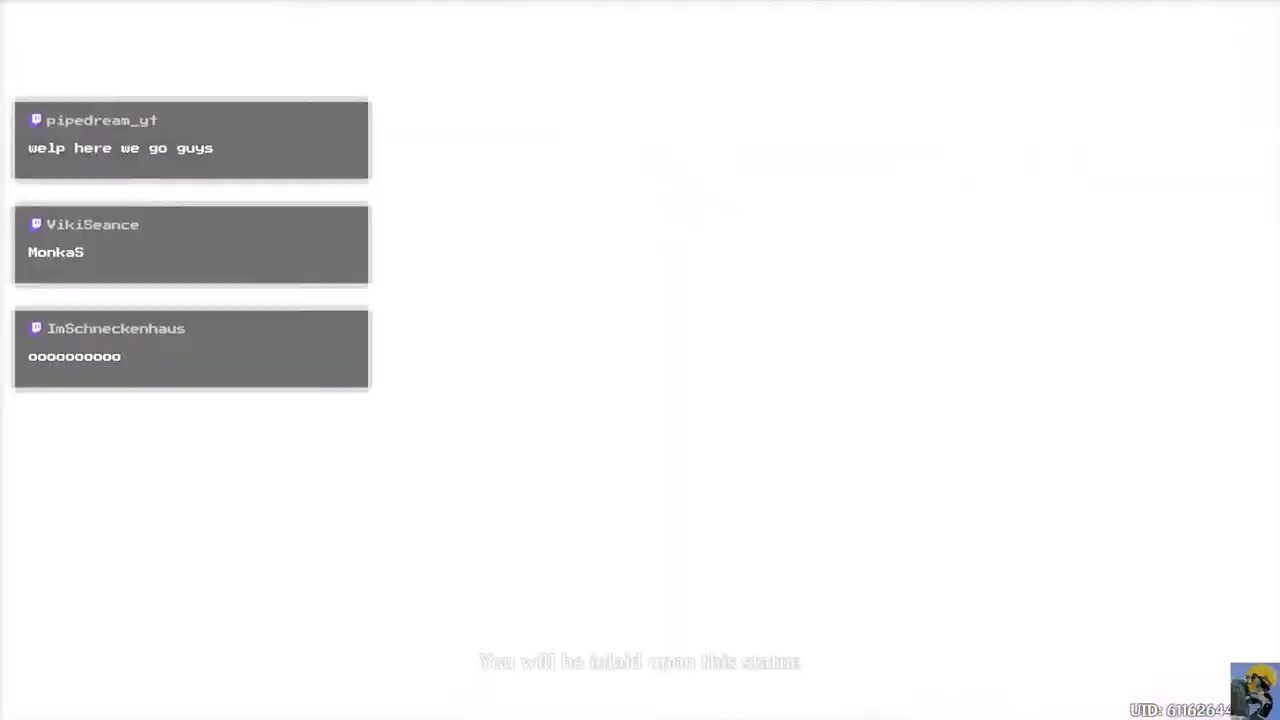 pipedream_yt
welp here we go guys
VikiSeance
MonkaS
ImSchneckenhaus
oooooooooo
You will be inlaid upon this statue
UID: 61162644